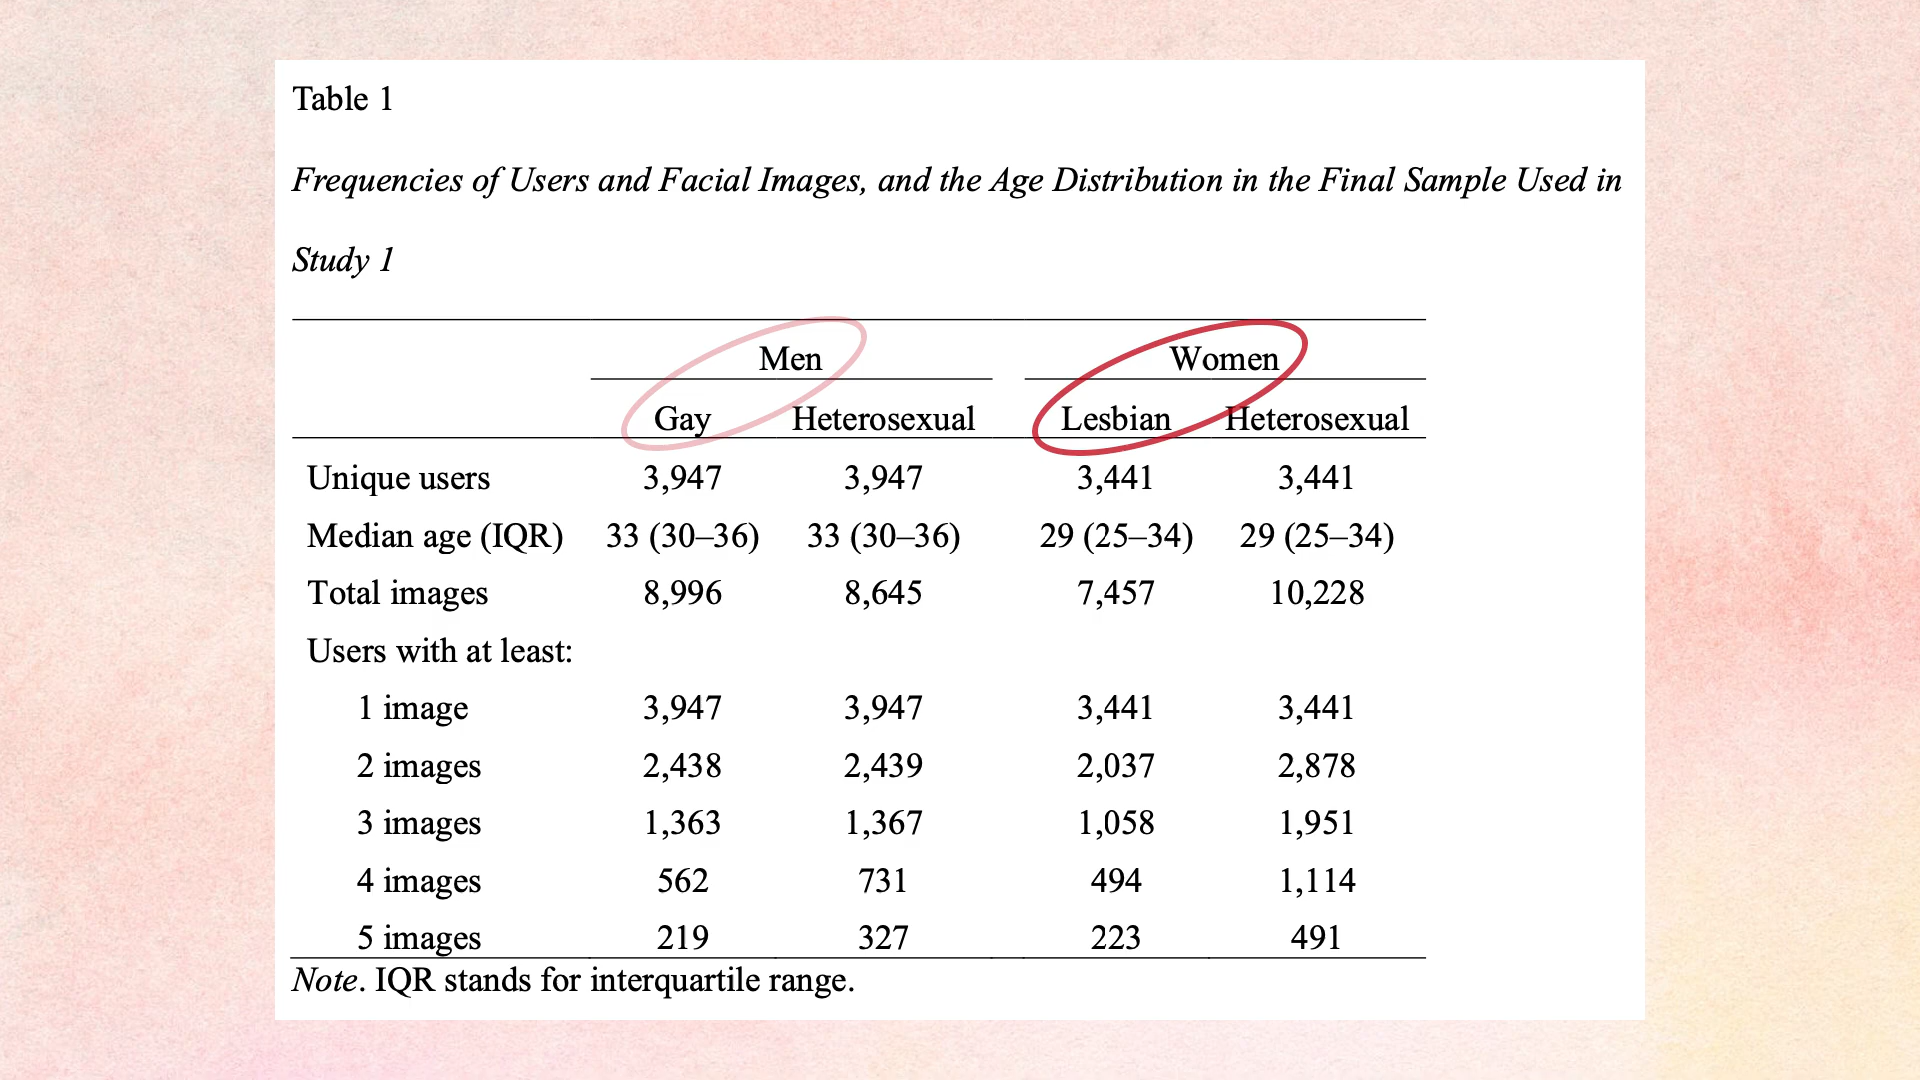 Table 1
Frequencies of Users and Facial Images, and the Age Distribution in the Final Sample Used in
Study 1
Men Women
Gay Heterosexual Lesbian Heterosexual
Unique users 3,947 3,947 3,441 3,441
Median age (IQR) 33 (30–36) 33 (30–36) 29 (25–34) 29 (25–34)
Total images 8,996 8,645 7,457 10,228
Users with at least:
1 image 3,947 3,947 3,441 3,441
2 images 2,438 2,439 2,037 2,878
3 images 1,363 1,367 1,058 1,951
4 images 562 731 494 1,114
5 images 219 327 223 491
Note. IQR stands for interquartile range.